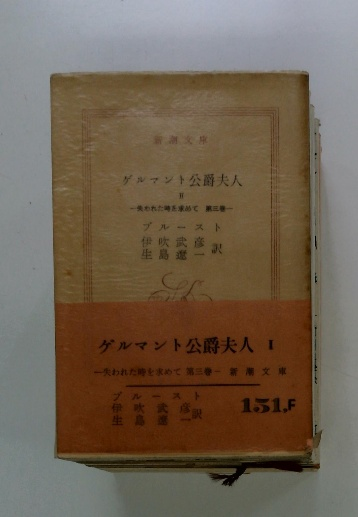 新潮文庫
ゲルマント公爵夫人
II
―失われた時を求めて 第三巻―
プルースト
伊吹武彦
生島遼一 訳
ゲルマント公爵夫人 I
―失われた時を求めて 第三巻― 新潮文庫
プルースト
伊吹武彦
生島遼一 訳
151.F